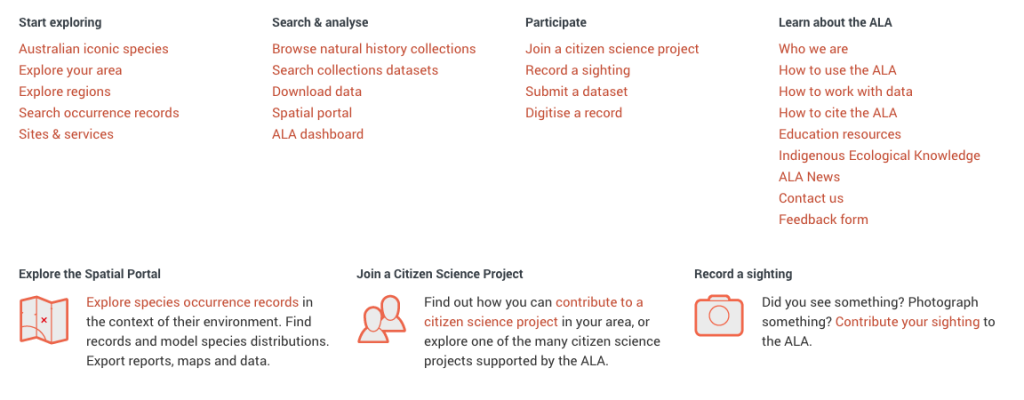 Start exploring
Australian iconic species
Explore your area
Explore regions
Search occurrence records
Sites & services
Search & analyse
Browse natural history collections
Search collections datasets
Download data
Spatial portal
ALA dashboard
Participate
Join a citizen science project
Record a sighting
Submit a dataset
Digitise a record
Learn about the ALA
Who we are
How to use the ALA
How to work with data
How to cite the ALA
Education resources
Indigenous Ecological Knowledge
ALA News
Contact us
Feedback form
Explore the Spatial Portal
Explore species occurrence records in
the context of their environment. Find
records and model species distributions.
Export reports, maps and data.
Join a Citizen Science Project
Find out how you can contribute to a
citizen science project in your area, or
explore one of the many citizen science
projects supported by the ALA.
Record a sighting
Did you see something? Photograph
something? Contribute your sighting to
the ALA.